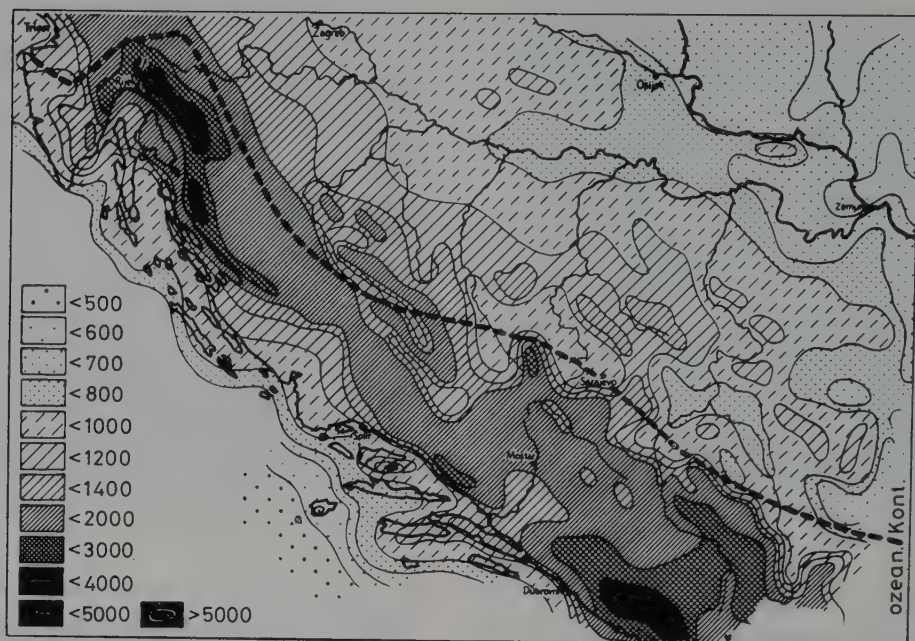 Triest
Zagreb
Osijek
Zemun
<500
<600
<700
<800
<1000
<1200
<1400
<2000
<3000
<4000
<5000 >5000
Sarajevo
Split
Mostar
ozean. Kont.